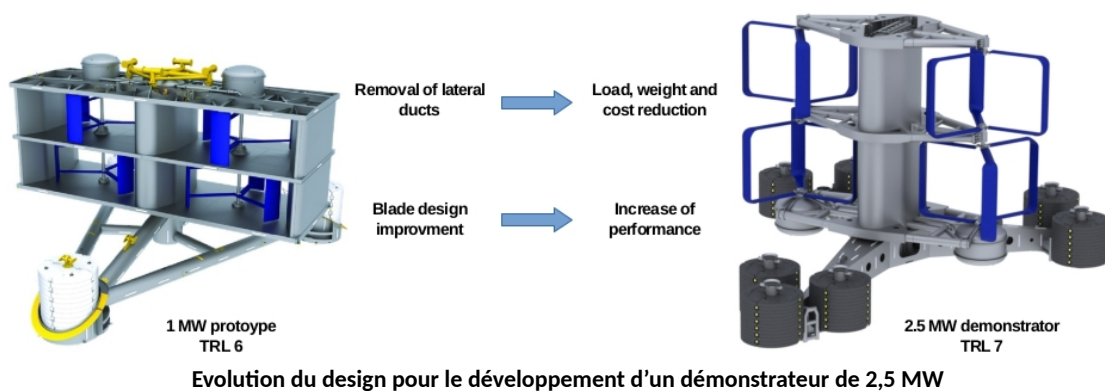 Removal of lateral
ducts
Load, weight and
cost reduction
Blade design
improvment
Increase of
performance
1 MW protoype
TRL 6
2.5 MW demonstrator
TRL 7
Evolution du design pour le développement d'un démonstrateur de 2,5 MW